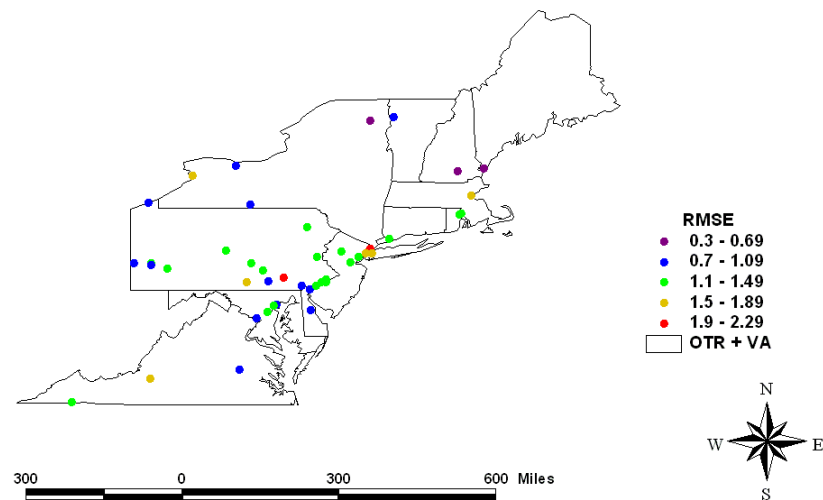 RMSE
0.3 - 0.69
0.7 - 1.09
1.1 - 1.49
1.5 - 1.89
1.9 - 2.29
OTR + VA
N
W E
S
300 0 300 600 Miles